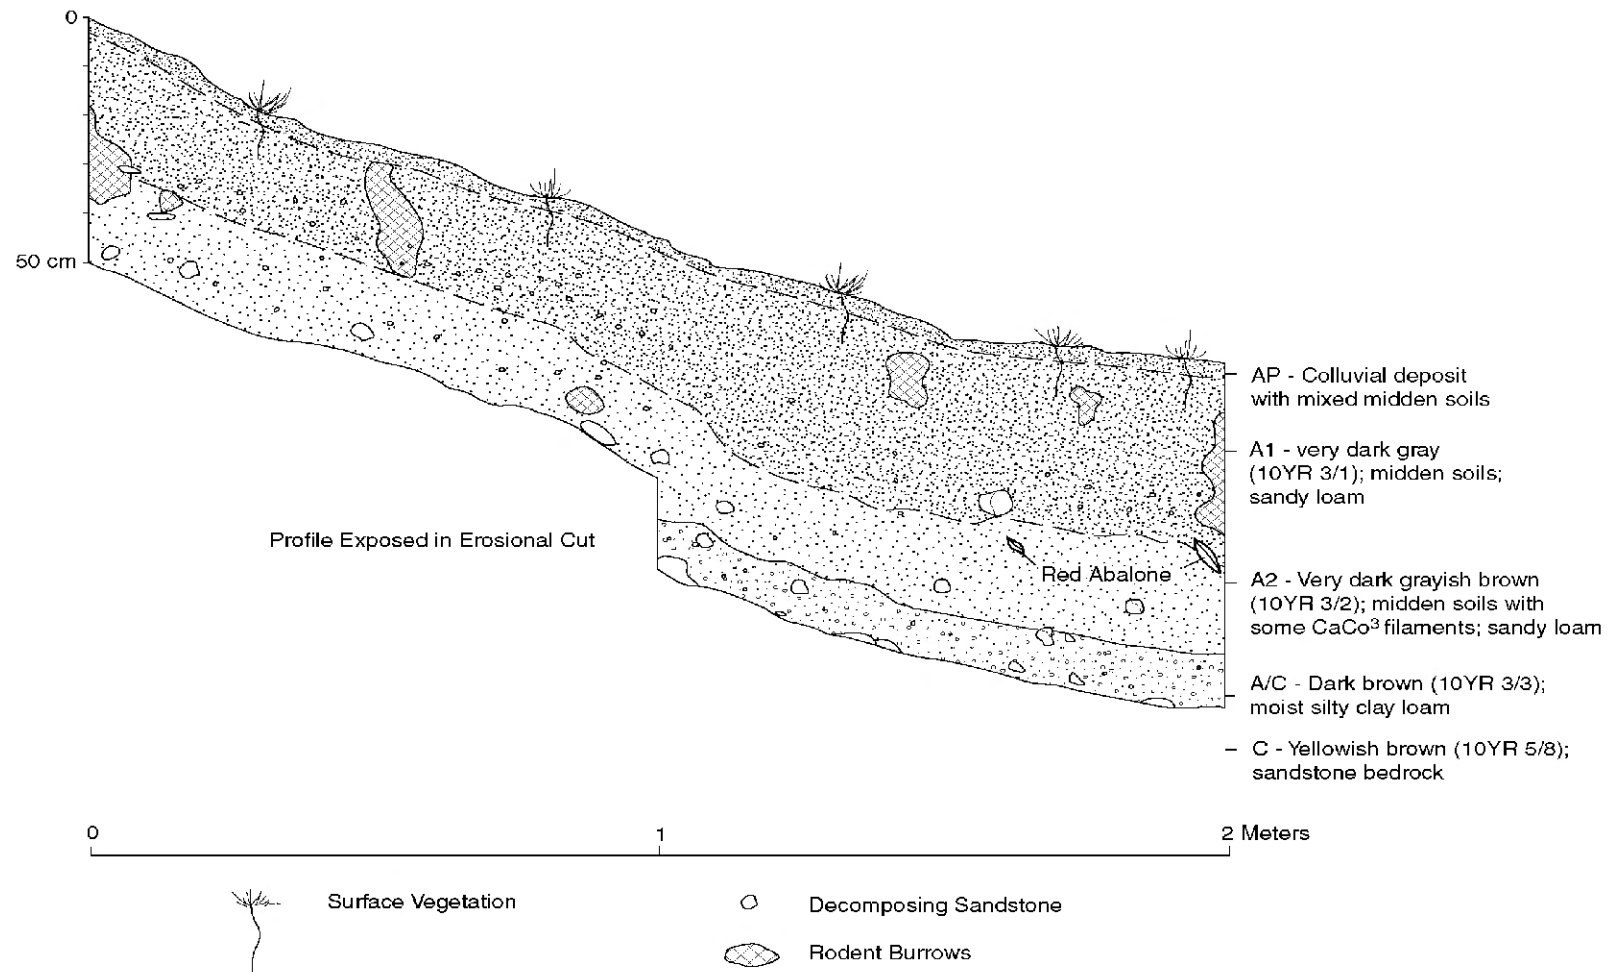 0
50 cm
AP - Colluvial deposit
with mixed midden soils
A1 - very dark gray
(10YR 3/1); midden soils;
sandy loam
Profile Exposed in Erosional Cut
Red Abalone
A2 - Very dark grayish brown
(10YR 3/2); midden soils with
some CaCo³ filaments; sandy loam
A/C - Dark brown (10YR 3/3);
moist silty clay loam
C - Yellowish brown (10YR 5/8);
sandstone bedrock
0 1 2 Meters
Surface Vegetation
Decomposing Sandstone
Rodent Burrows